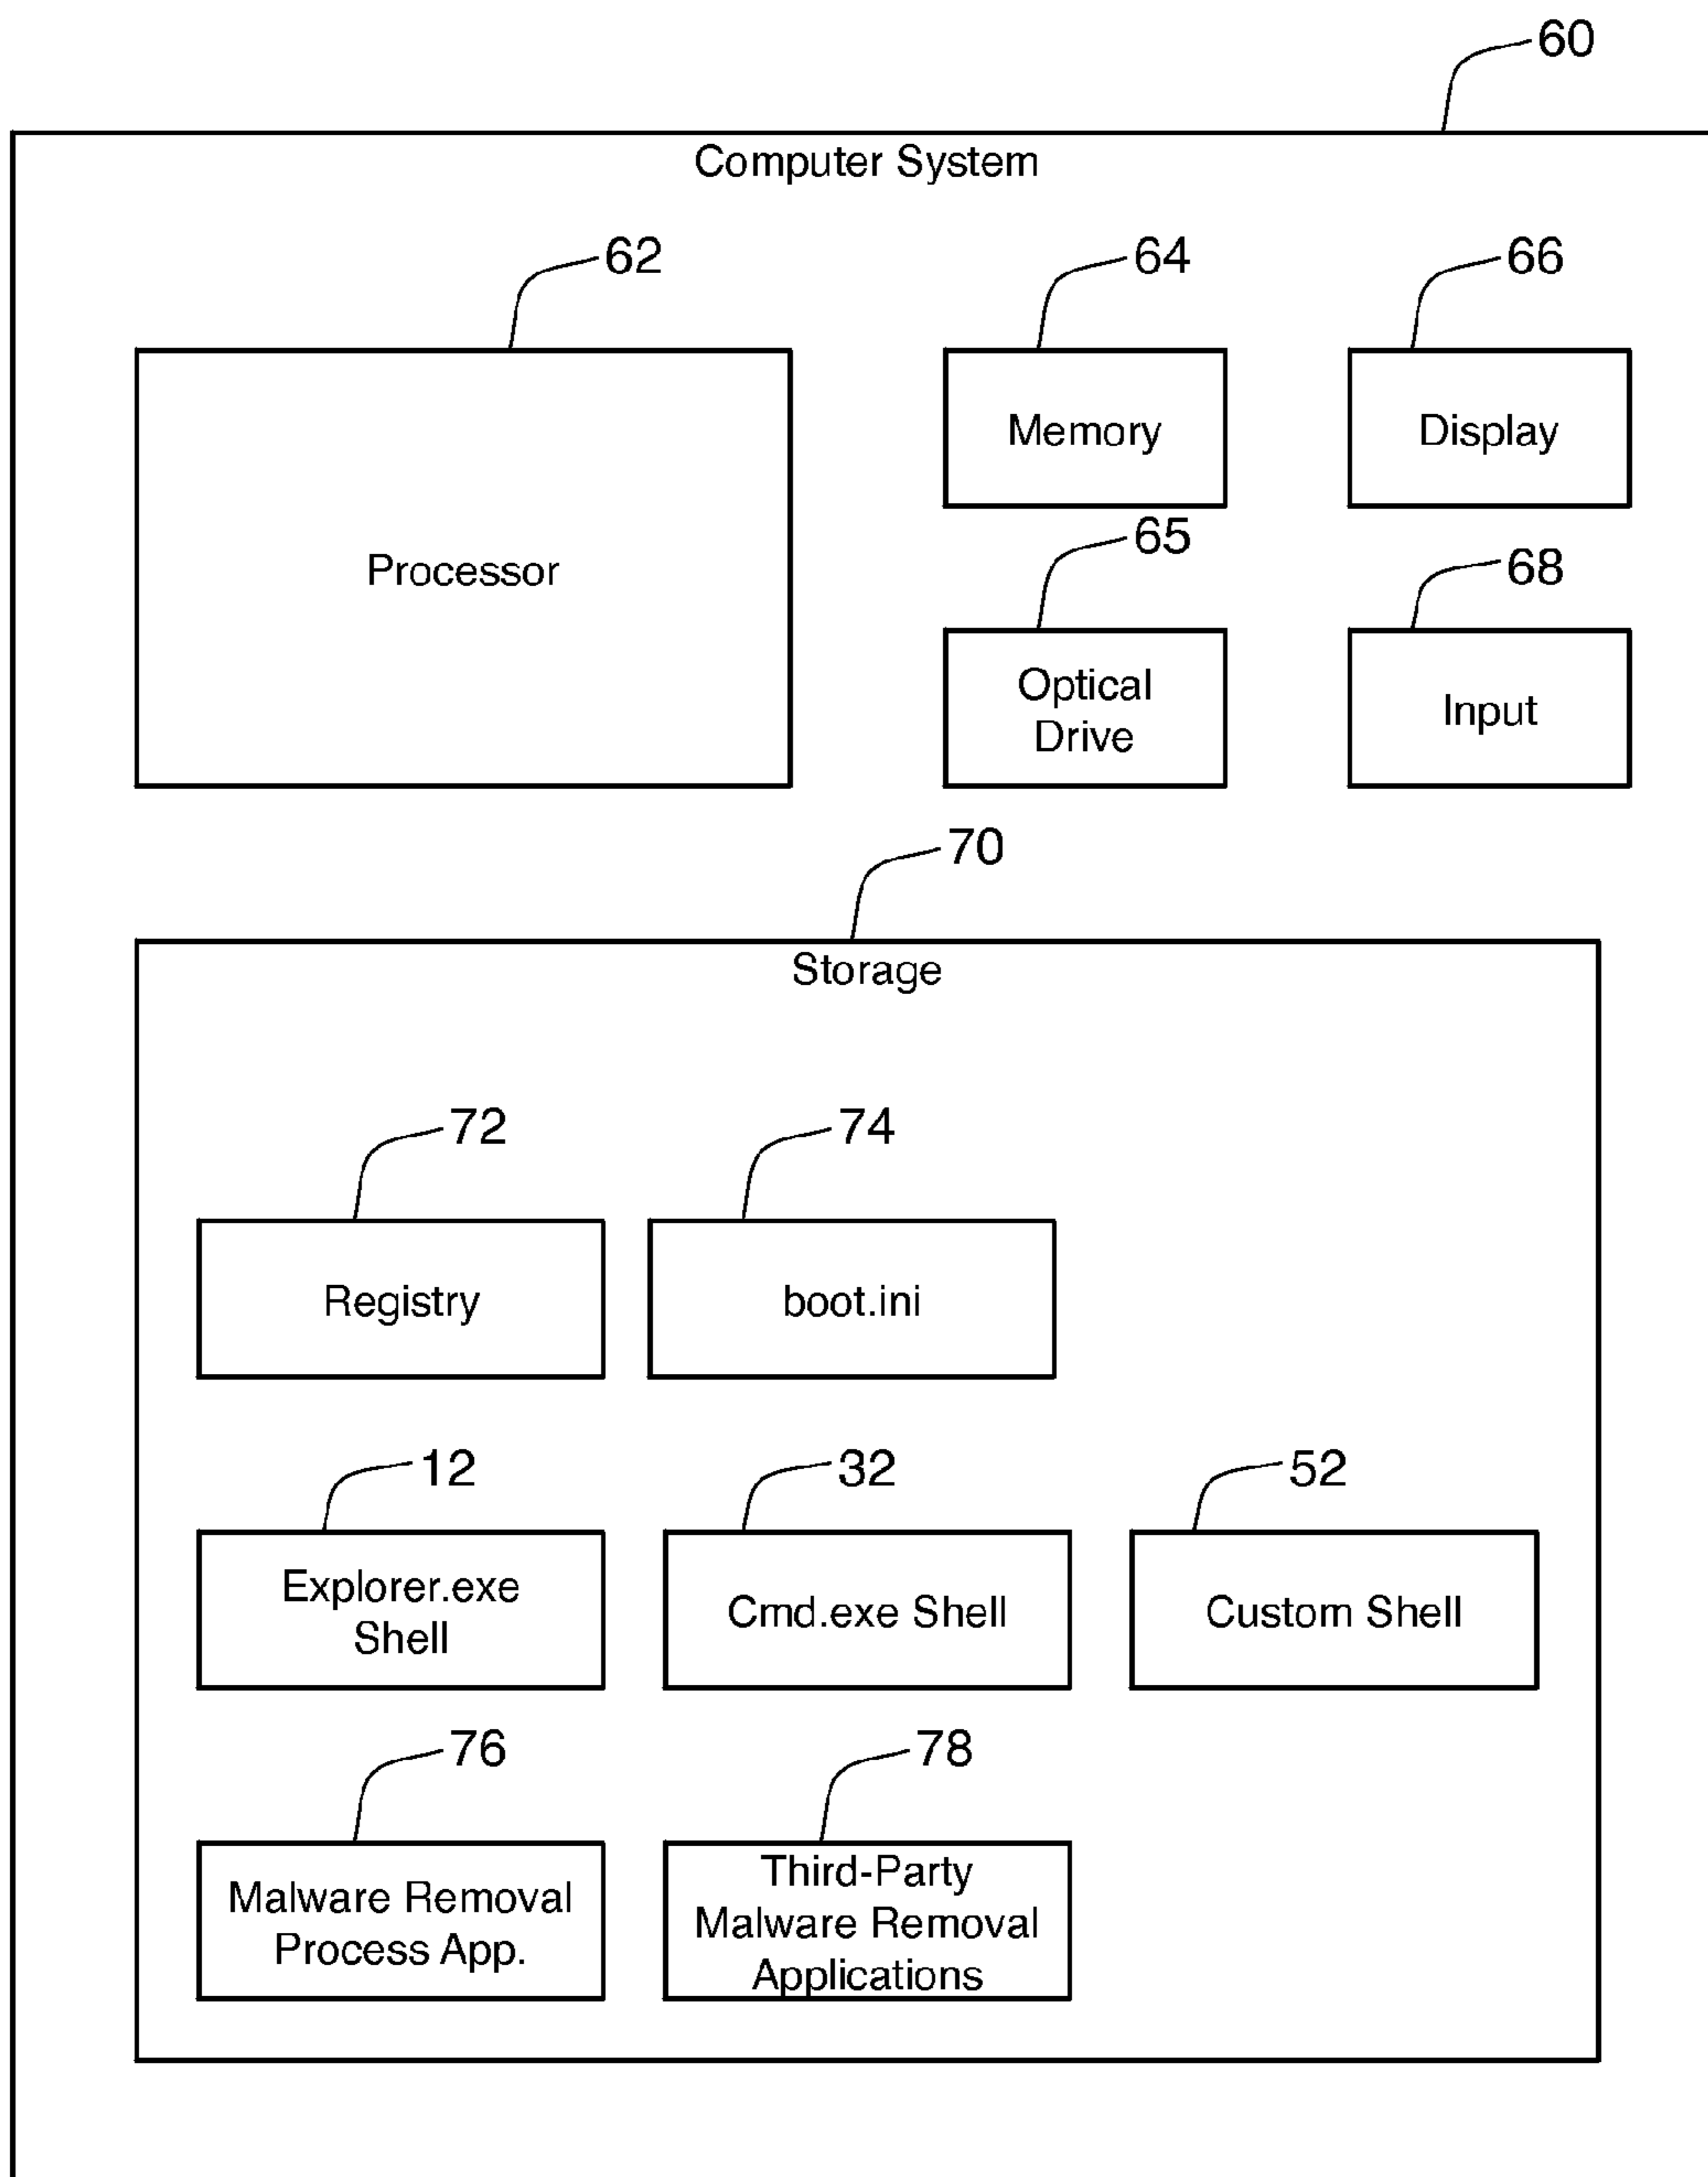 60
Computer System
62
64
66
Processor
Memory
Display
65
68
Optical
Drive
Input
70
Storage
72
74
Registry
boot.ini
12
32
52
Explorer.exe
Shell
Cmd.exe Shell
Custom Shell
76
78
Malware Removal
Process App.
Third-Party
Malware Removal
Applications